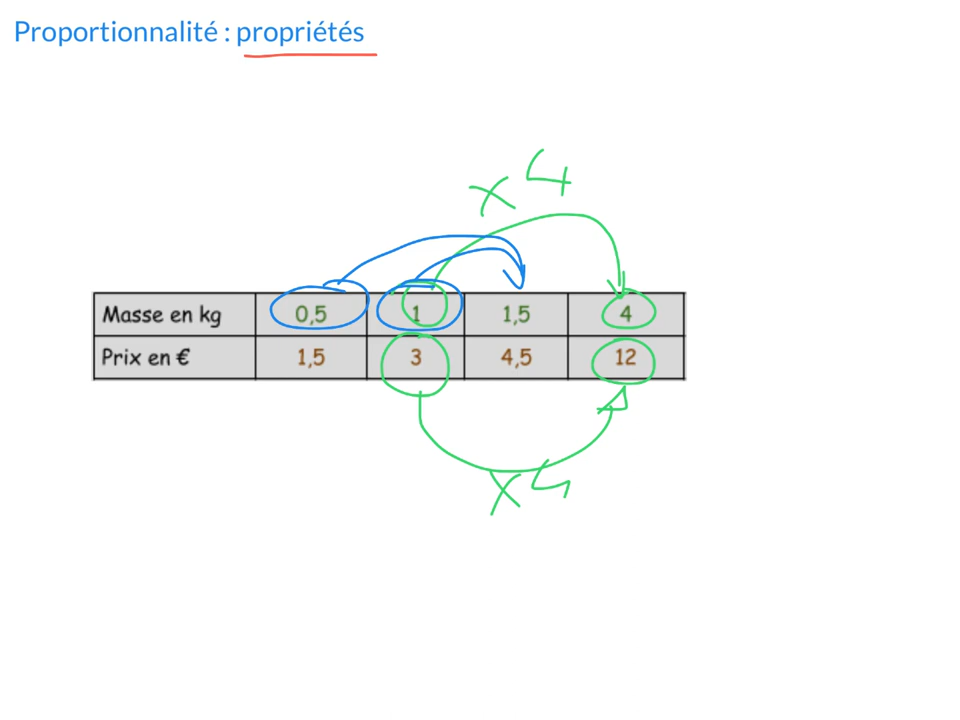 Proportionnalité : propriétés
x 4
Masse en kg 0,5 1 1,5 4
Prix en € 1,5 3 4,5 12
x 4